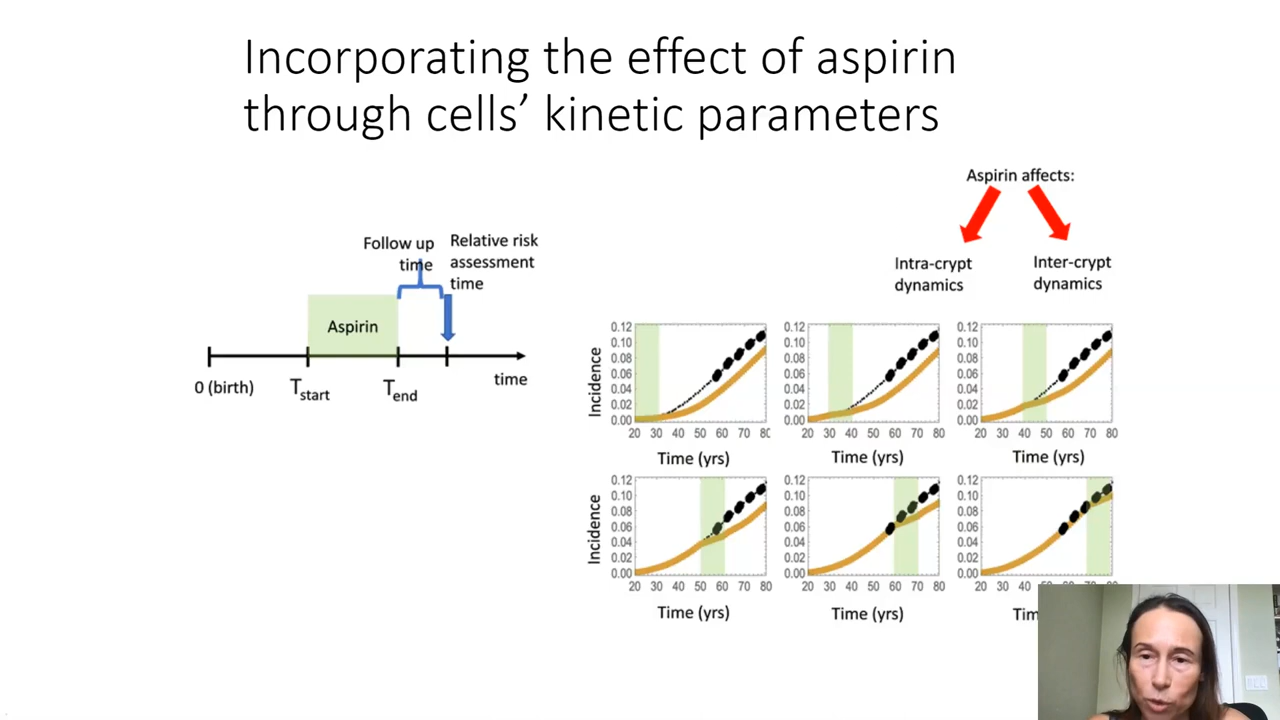 Incorporating the effect of aspirin
through cells’ kinetic parameters
Aspirin affects:
Intra-crypt
dynamics
Inter-crypt
dynamics
Follow up
time
Relative risk
assessment
time
Aspirin
0 (birth)
Tstart
Tend
time
Incidence
0.12
0.10
0.08
0.06
0.04
0.02
0.00
20 30 40 50 60 70
Time (yrs)
0.12
0.10
0.08
0.06
0.04
0.02
0.00
20 30 40 50 60 70 80
Time (yrs)
0.12
0.10
0.08
0.06
0.04
0.02
0.00
20 30 40 50 60 70 80
Time (yrs)
Incidence
0.12
0.10
0.08
0.06
0.04
0.02
0.00
20 30 40 50 60 70 80
Time (yrs)
0.12
0.10
0.08
0.06
0.04
0.02
0.00
20 30 40 50 60 70 80
Time (yrs)
0.12
0.10
0.08
0.06
0.04
0.02
0.00
20 30 40
Tim